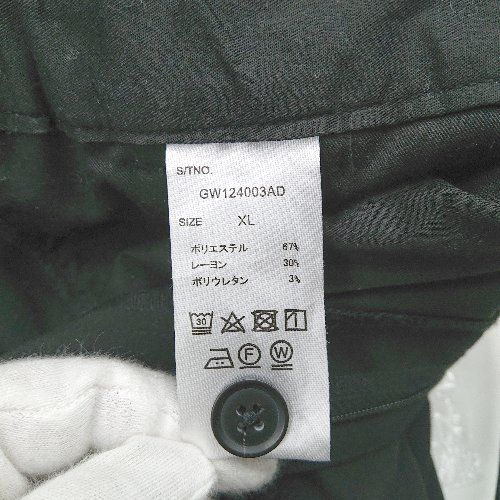 S/TNO.
GW124003AD
SIZE XL
ポリエステル 67%
レーヨン 30%
ポリウレタン 3%
30
F W